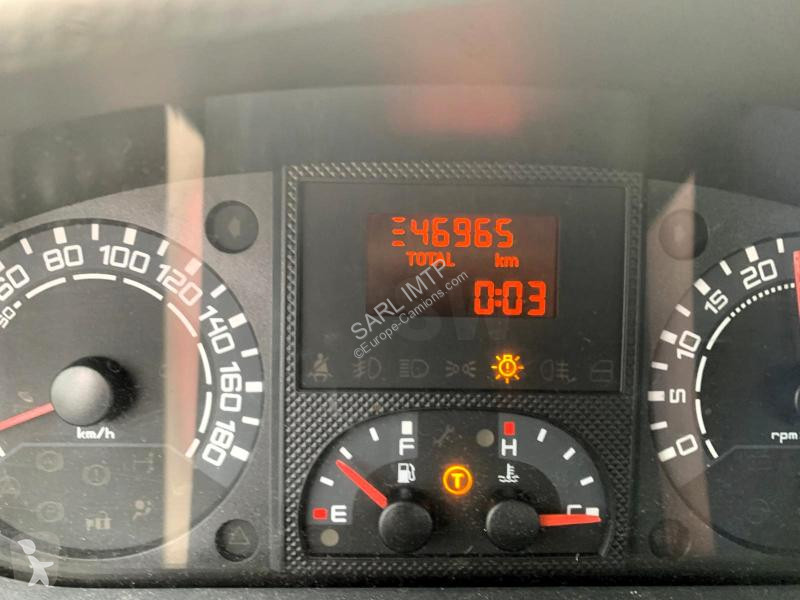 46965
TOTAL km
0:03
SARL IMTP
©Europe-Camions.com
60 80 100 120 140 160 180
km/h
0 5 10 15 20
rpm
F
E
T
H
C